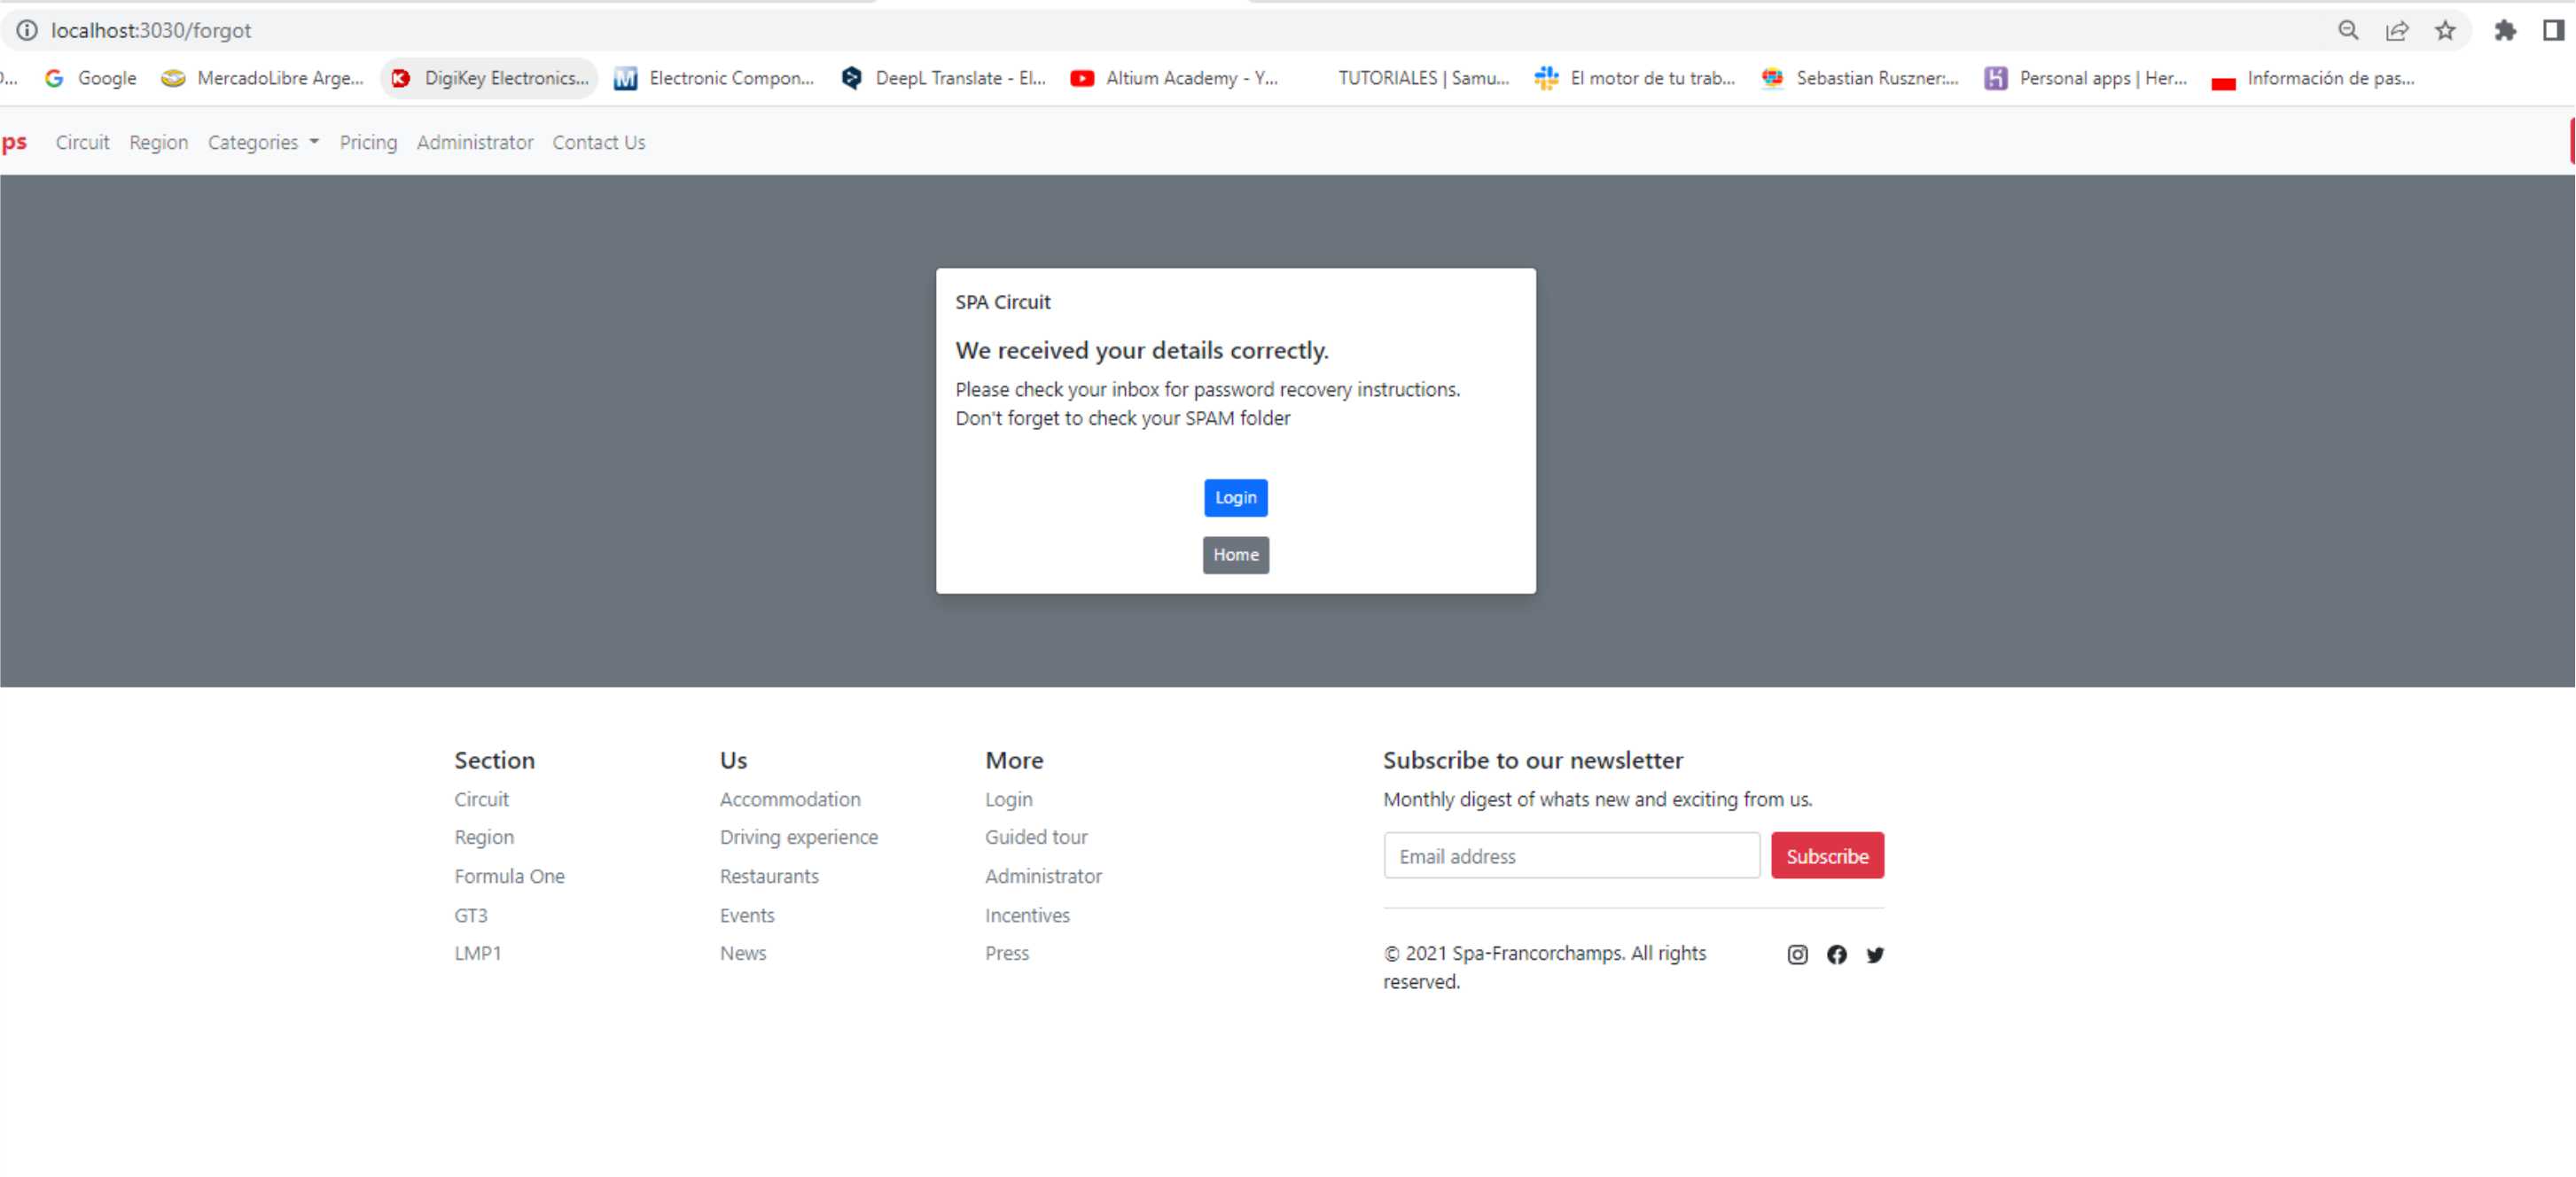 localhost:3030/forgot
Google MercadoLibre Arge... DigiKey Electronics... Electronic Compon... DeepL Translate - El... Altium Academy - Y... TUTORIALES | Samu... El motor de tu trab... Sebastian Ruszner:... Personal apps | Her... Información de pas...
ps Circuit Region Categories Pricing Administrator Contact Us
SPA Circuit
We received your details correctly.
Please check your inbox for password recovery instructions.
Don't forget to check your SPAM folder
Login
Home
Section
Circuit
Region
Formula One
GT3
LMP1
Us
Accommodation
Driving experience
Restaurants
Events
News
More
Login
Guided tour
Administrator
Incentives
Press
Subscribe to our newsletter
Monthly digest of whats new and exciting from us.
Email address Subscribe
© 2021 Spa-Francorchamps. All rights
reserved.